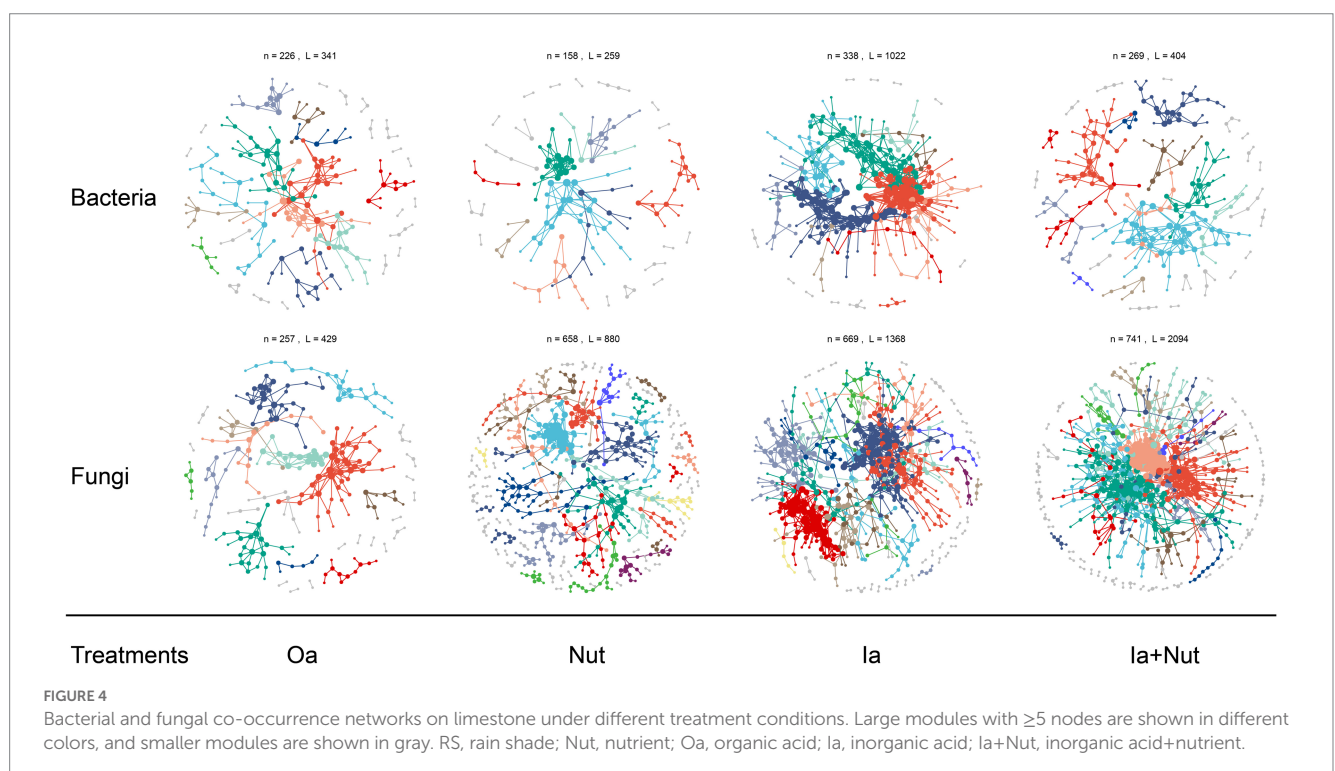 n = 226 , L = 341
n = 158 , L = 259
n = 338 , L = 1022
n = 269 , L = 404
Bacteria
n = 257 , L = 429
n = 658 , L = 880
n = 669 , L = 1368
n = 741 , L = 2094
Fungi
Treatments Oa Nut Ia Ia+Nut
FIGURE 4
Bacterial and fungal co-occurrence networks on limestone under different treatment conditions. Large modules with ≥5 nodes are shown in different
colors, and smaller modules are shown in gray. RS, rain shade; Nut, nutrient; Oa, organic acid; Ia, inorganic acid; Ia+Nut, inorganic acid+nutrient.